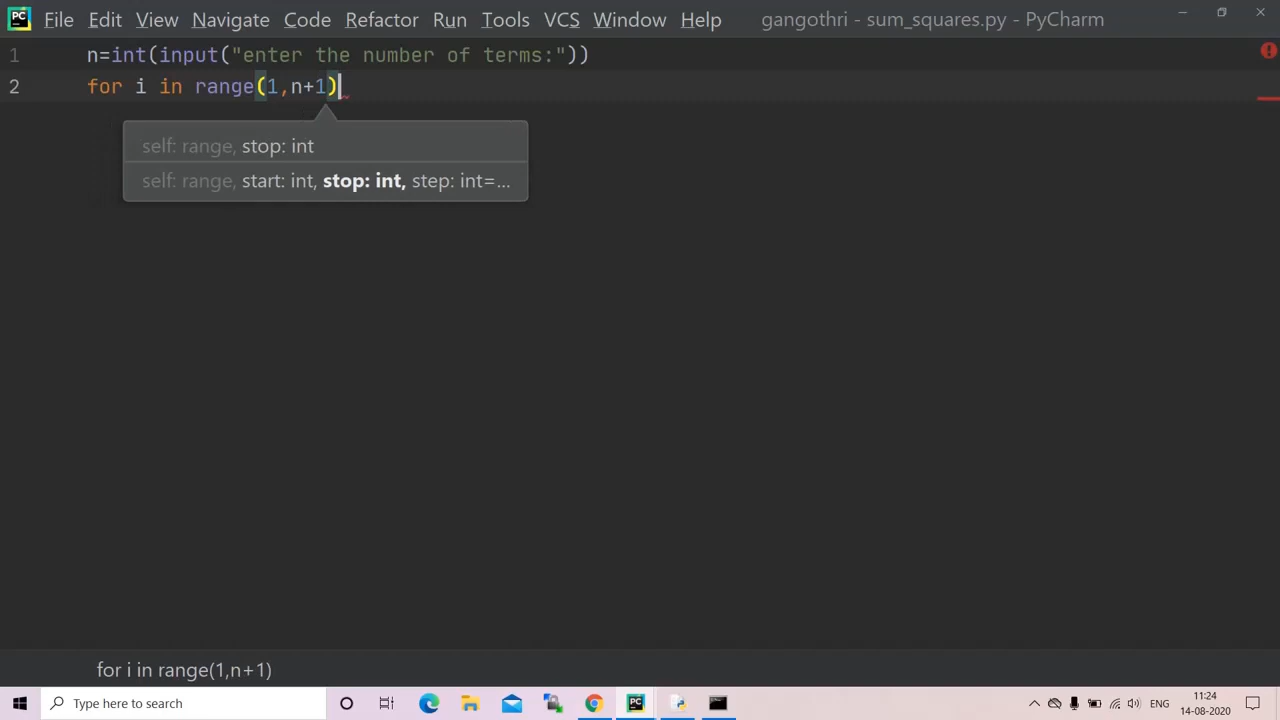 PC File Edit View Navigate Code Refactor Run Tools VCS Window Help gangothri - sum_squares.py - PyCharm
1 n=int(input("enter the number of terms:"))
2 for i in range(1,n+1)
self: range, stop: int
self: range, start: int, stop: int, step: int=...
for i in range(1,n+1)
Type here to search PC ENG 11:24
14-08-2020